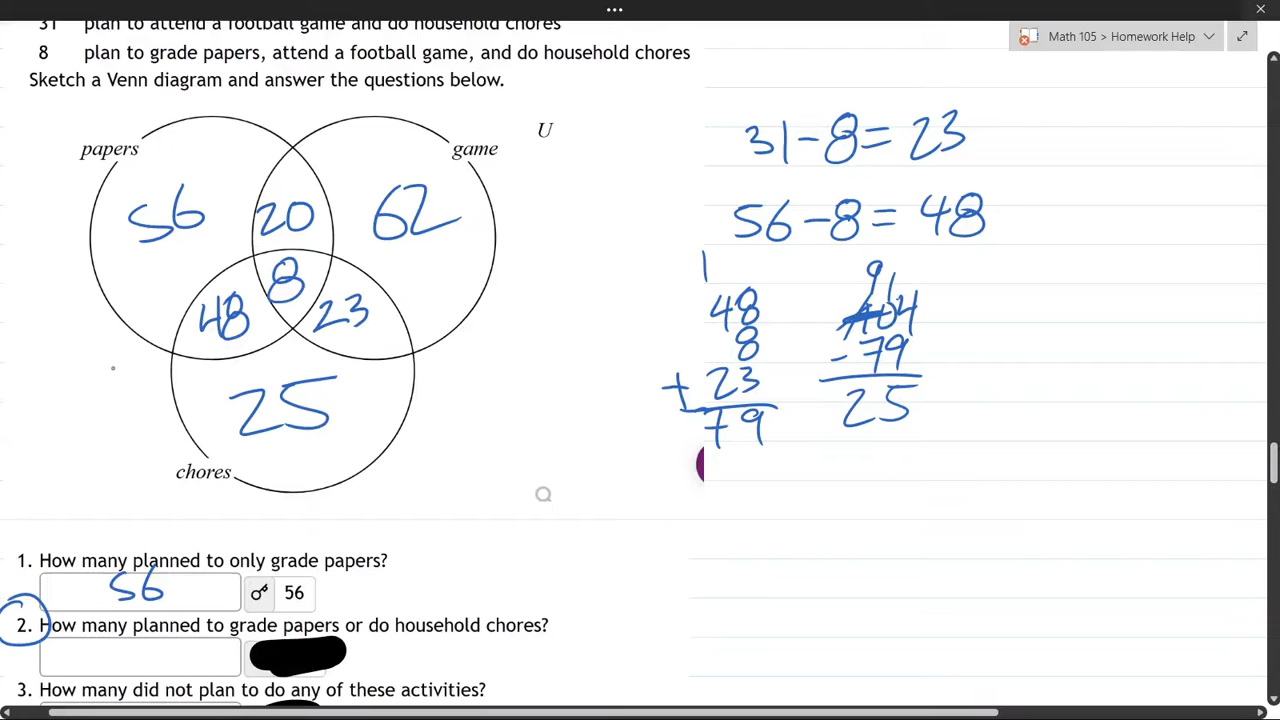 Math 105 > Homework Help
31 plan to attend a football game and do household chores
8 plan to grade papers, attend a football game, and do household chores
Sketch a Venn diagram and answer the questions below.
U
papers
game
56 20 62
8
48 23
25
chores
31-8=23
56-8=48
1
48
8
+ 23
79
91
104
- 79
25
1. How many planned to only grade papers?
56
56
2. How many planned to grade papers or do household chores?
3. How many did not plan to do any of these activities?